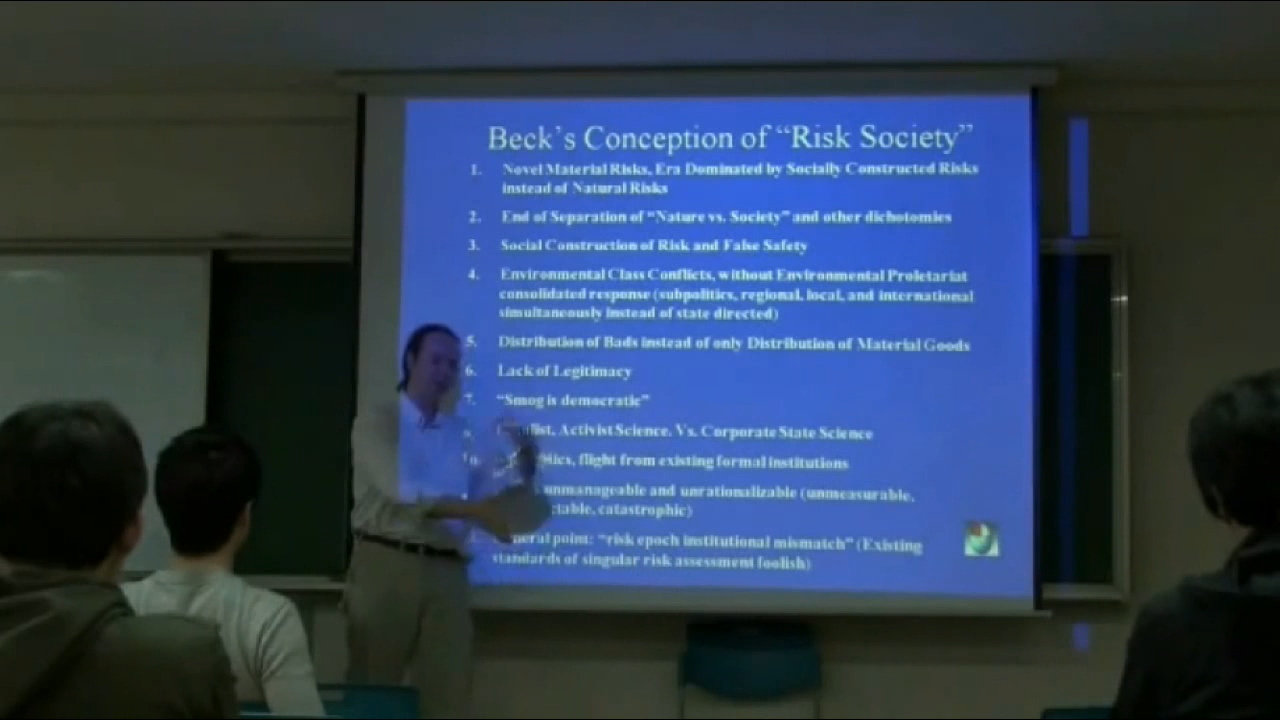 Beck's Conception of “Risk Society”
1. Novel Material Risks, Era Dominated by Socially Constructed Risks
instead of Natural Risks
2. End of Separation of “Nature vs. Society” and other dichotomies
3. Social Construction of Risk and False Safety
4. Environmental Class Conflicts, without Environmental Proletariat
consolidated response (subpolitics, regional, local, and international
simultaneously instead of state directed)
5. Distribution of Bads instead of only Distribution of Material Goods
6. Lack of Legitimacy
7. “Smog is democratic”
Activist Science, Vs. Corporate State Science
flight from existing formal institutions
unmanageable and unrationalizable (unmeasurable,
catastrophic)
point: “risk epoch institutional mismatch” (Existing
standards of singular risk assessment foolish)